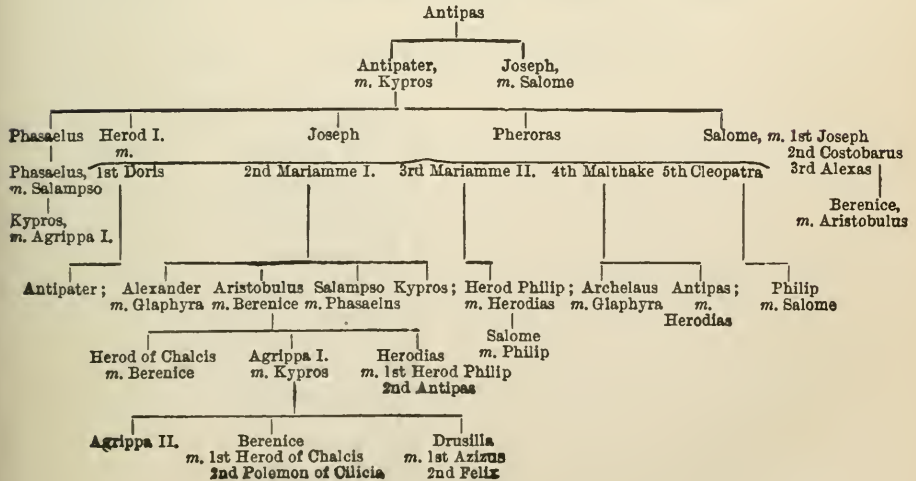 Antipas
Antipater, Joseph,
m. Kypros m. Salome
Phasaelus Herod I. Joseph Pheroras Salome, m. 1st Joseph
m. 2nd Costobarus
Phasaelus, 1st Doris 2nd Mariamme I. 3rd Mariamme II. 4th Malthake 5th Cleopatra 3rd Alexas
m. Salampso
Kypros, Berenice,
m. Agrippa I. m. Aristobulus
Antipater; Alexander Aristobulus Salampso Kypros; Herod Philip; Archelaus Antipas; Philip
m. Glaphyra m. Berenice m. Phasaelus m. Herodias m. Glaphyra m. m. Salome
Herodias
Salome
m. Philip
Herod of Chalcis Agrippa I. Herodias
m. Berenice m. Kypros m. 1st Herod Philip
2nd Antipas
Agrippa II. Berenice Drusilla
m. 1st Herod of Chalcis m. 1st Azizus
2nd Polemon of Cilicia 2nd Felix